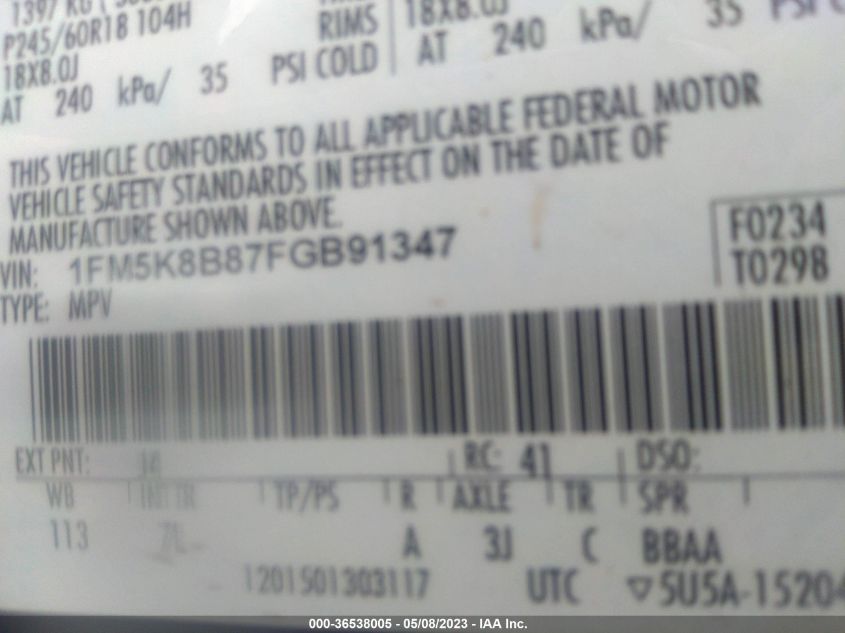 P245/60R18 104H
RIMS
18X8.0J
18X8.0J
AT 240 kPa/ 35 PSI COLD
AT 240 kPa/ 35 PSI
THIS VEHICLE CONFORMS TO ALL APPLICABLE FEDERAL MOTOR
VEHICLE SAFETY STANDARDS IN EFFECT ON THE DATE OF
MANUFACTURE SHOWN ABOVE.
VIN: 1FM5K8B87FGB91347
F0234
T0298
TYPE: MPV
EXT PNT:
RC: 41
DSO:
WB
INT TR
TP/PS
R
AXLE
TR
SPR
113
A
3J
C
BBAA
1201501303117
UTC
▽5U5A-15204
000-36538005 - 05/08/2023 - IAA Inc.